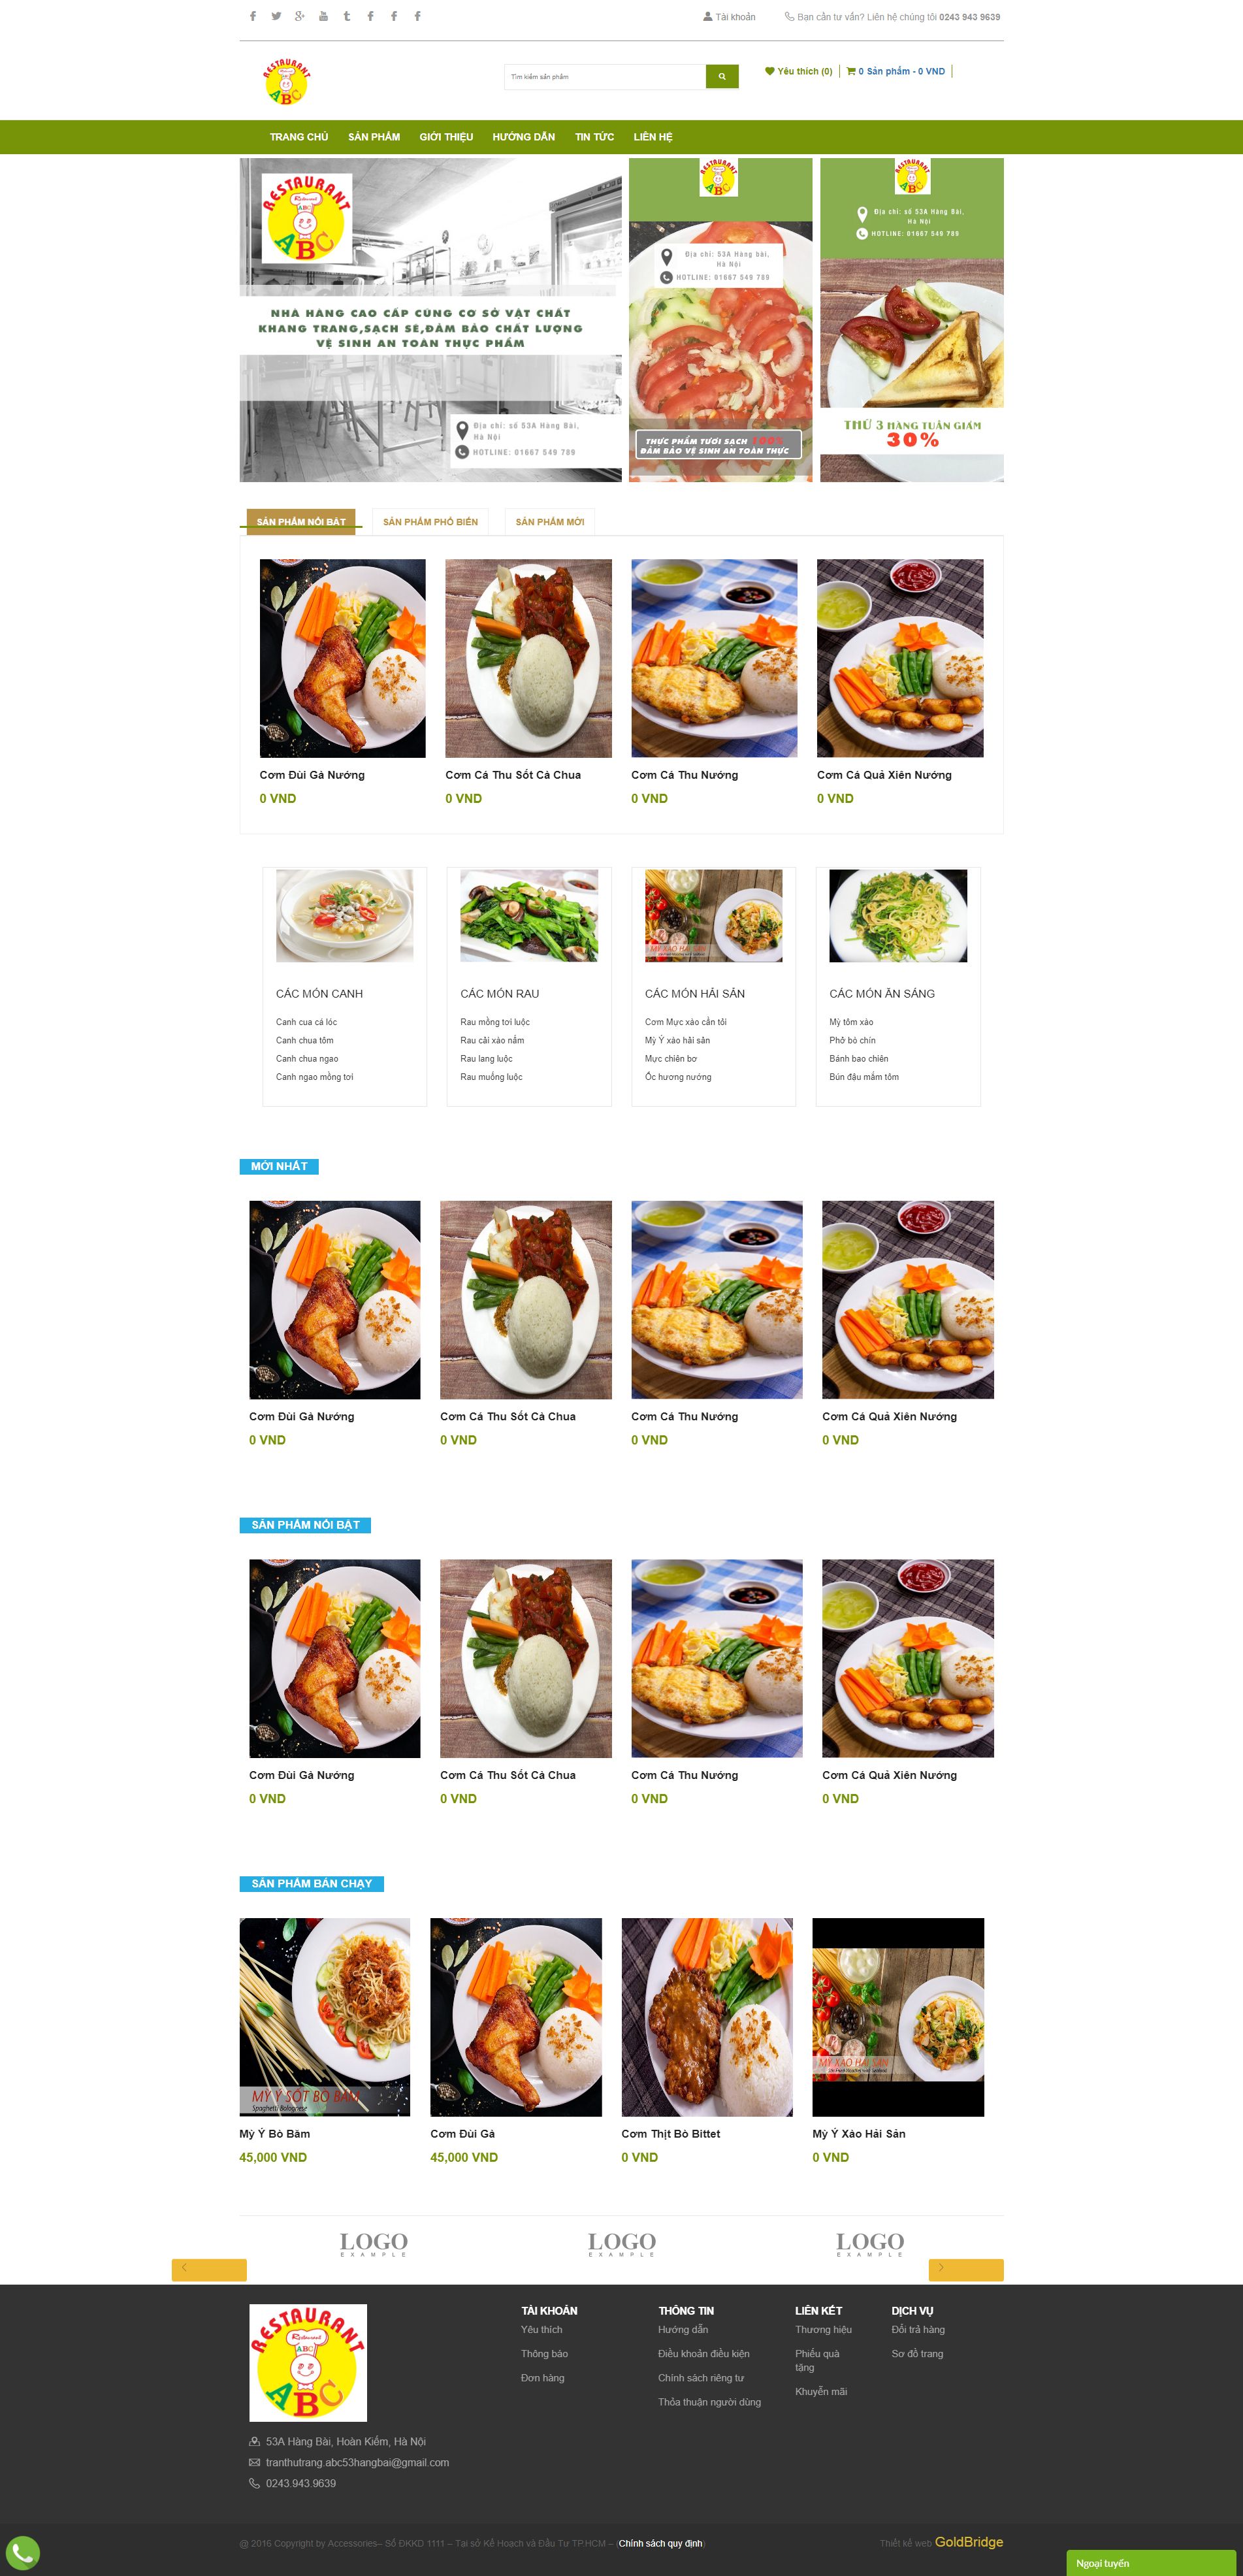 Tài khoản
Bạn cần tư vấn? Liên hệ chúng tôi 0243 943 9639
RESTAURANT
ABC
Tìm kiếm sản phẩm
Yêu thích (0)
0 Sản phẩm - 0 VND
TRANG CHỦ
SẢN PHẨM
GIỚI THIỆU
HƯỚNG DẪN
TIN TỨC
LIÊN HỆ
RESTAURANT
Restaurant
ABC
ABC
NHÀ HÀNG CAO CẤP CÙNG CƠ SỞ VẬT CHẤT
KHANG TRANG,SẠCH SẼ,ĐẢM BẢO CHẤT LƯỢNG
VỆ SINH AN TOÀN THỰC PHẨM
Địa chỉ: số 53A Hàng Bài,
Hà Nội
HOTLINE: 01667 549 789
RESTAURANT
ABC
Địa chỉ: 53A Hàng bài,
Hà Nội
HOTLINE: 01667 549 789
THỰC PHẨM TƯƠI SẠCH 100%
ĐẢM BẢO VỆ SINH AN TOÀN THỰC
RESTAURANT
ABC
Địa chỉ: số 53A Hàng Bài,
Hà Nội
HOTLINE: 01667 549 789
THỨ 3 HÀNG TUẦN GIẢM
30%
SẢN PHẨM NỔI BẬT
SẢN PHẨM PHỔ BIẾN
SẢN PHẨM MỚI
Cơm Đùi Gà Nướng
0 VND
Cơm Cá Thu Sốt Cà Chua
0 VND
Cơm Cá Thu Nướng
0 VND
Cơm Cá Quả Xiên Nướng
0 VND
CÁC MÓN CANH
Canh cua cá lóc
Canh chua tôm
Canh chua ngao
Canh ngao mồng tơi
CÁC MÓN RAU
Rau mồng tơi luộc
Rau cải xào nấm
Rau lang luộc
Rau muống luộc
MỲ XÀO HẢI SẢN
CÁC MÓN HẢI SẢN
Cơm Mực xào cần tỏi
Mỳ Ý xào hải sản
Mực chiên bơ
Ốc hương nướng
CÁC MÓN ĂN SÁNG
Mỳ tôm xào
Phở bò chín
Bánh bao chiên
Bún đậu mắm tôm
MỚI NHẤT
Cơm Đùi Gà Nướng
0 VND
Cơm Cá Thu Sốt Cà Chua
0 VND
Cơm Cá Thu Nướng
0 VND
Cơm Cá Quả Xiên Nướng
0 VND
SẢN PHẨM NỔI BẬT
Cơm Đùi Gà Nướng
0 VND
Cơm Cá Thu Sốt Cà Chua
0 VND
Cơm Cá Thu Nướng
0 VND
Cơm Cá Quả Xiên Nướng
0 VND
SẢN PHẨM BÁN CHẠY
MỲ Ý SỐT BÒ BẰM
Spaghetti Bolognese
Mỳ Ý Bò Băm
45,000 VND
Cơm Đùi Gà
45,000 VND
Cơm Thịt Bò Bittet
0 VND
MỲ XÀO HẢI SẢN
Mỳ Ý Xào Hải Sản
0 VND
LOGO
EXAMPLE
LOGO
EXAMPLE
LOGO
EXAMPLE
RESTAURANT
Restaurant
ABC
ABC
53A Hàng Bài, Hoàn Kiếm, Hà Nội
tranthutrang.abc53hangbai@gmail.com
0243.943.9639
TÀI KHOẢN
Yêu thích
Thông báo
Đơn hàng
THÔNG TIN
Hướng dẫn
Điều khoản điều kiện
Chính sách riêng tư
Thỏa thuận người dùng
LIÊN KẾT
Thương hiệu
Phiếu quà
tặng
Khuyến mãi
DỊCH VỤ
Đổi trả hàng
Sơ đồ trang
@ 2016 Copyright by Accessories– Số ĐKKD 1111 – Tại sở Kế Hoạch và Đầu Tư TP.HCM – (Chính sách quy định)
Thiết kế web GoldBridge
Ngoại tuyến